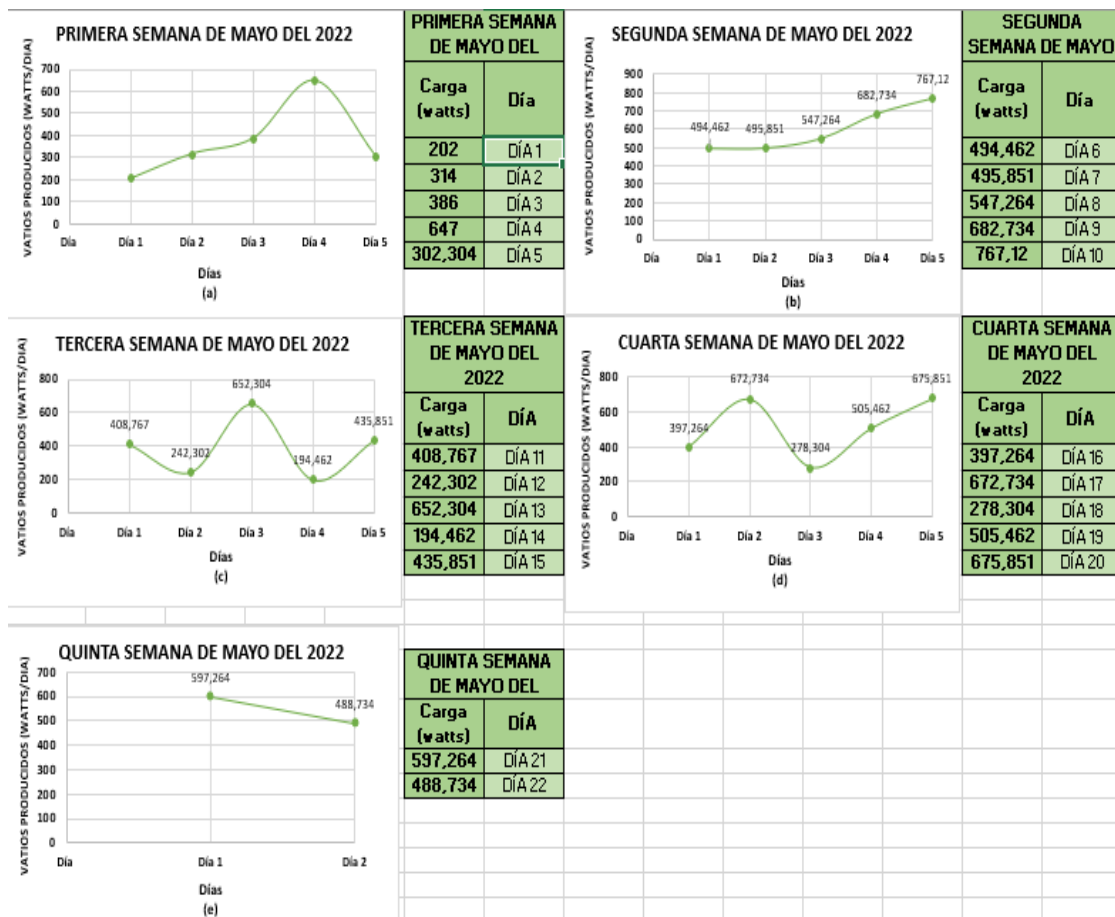 PRIMERA SEMANA DE MAYO DEL 2022
VATIOS PRODUCIDOS (WATTS/DIA)
700
600
500
400
300
200
100
0
Dia Día 1 Día 2 Día 3 Día 4 Día 5
Días
(a)
PRIMERA SEMANA
DE MAYO DEL
Carga
(watts) Día
202 DÍA 1
314 DÍA 2
386 DÍA 3
647 DÍA 4
302,304 DÍA 5
SEGUNDA SEMANA DE MAYO DEL 2022
VATIOS PRODUCIDOS (WATTS/DIA)
900
800
700
600
500
400
300
200
100
0
494,462 495,851 547,264 682,734 767,12
Día Día 1 Día 2 Día 3 Día 4 Día 5
Días
(b)
SEGUNDA
SEMANA DE MAYO
Carga
(watts) Día
494,462 DÍA 6
495,851 DÍA 7
547,264 DÍA 8
682,734 DÍA 9
767,12 DÍA 10
TERCERA SEMANA DE MAYO DEL 2022
VATIOS PRODUCIDOS (WATTS/DIA)
800
600
400
200
0
408,767 242,302 652,304 194,462 435,851
Día Día 1 Día 2 Día 3 Día 4 Día 5
Días
(c)
TERCERA SEMANA
DE MAYO DEL
2022
Carga
(watts) DÍA
408,767 DÍA 11
242,302 DÍA 12
652,304 DÍA 13
194,462 DÍA 14
435,851 DÍA 15
CUARTA SEMANA DE MAYO DEL 2022
VATIOS PRODUCIDOS (WATTS/DIA)
800
600
400
200
0
397,264 672,734 278,304 505,462 675,851
Día Día 1 Día 2 Día 3 Día 4 Día 5
Días
(d)
CUARTA SEMANA
DE MAYO DEL
2022
Carga
(watts) DÍA
397,264 DÍA 16
672,734 DÍA 17
278,304 DÍA 18
505,462 DÍA 19
675,851 DÍA 20
QUINTA SEMANA DE MAYO DEL 2022
VATIOS PRODUCIDOS (WATTS/DIA)
700
600
500
400
300
200
100
0
597,264 488,734
Día Día 1 Día 2
Días
(e)
QUINTA SEMANA
DE MAYO DEL
Carga
(watts) DÍA
597,264 DÍA 21
488,734 DÍA 22